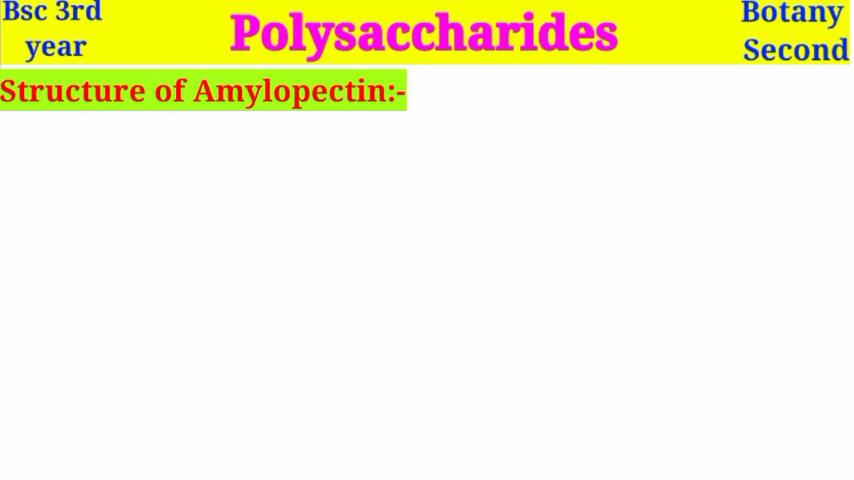 Bsc 3rd
year
Polysaccharides
Botany
Second
Structure of Amylopectin:-